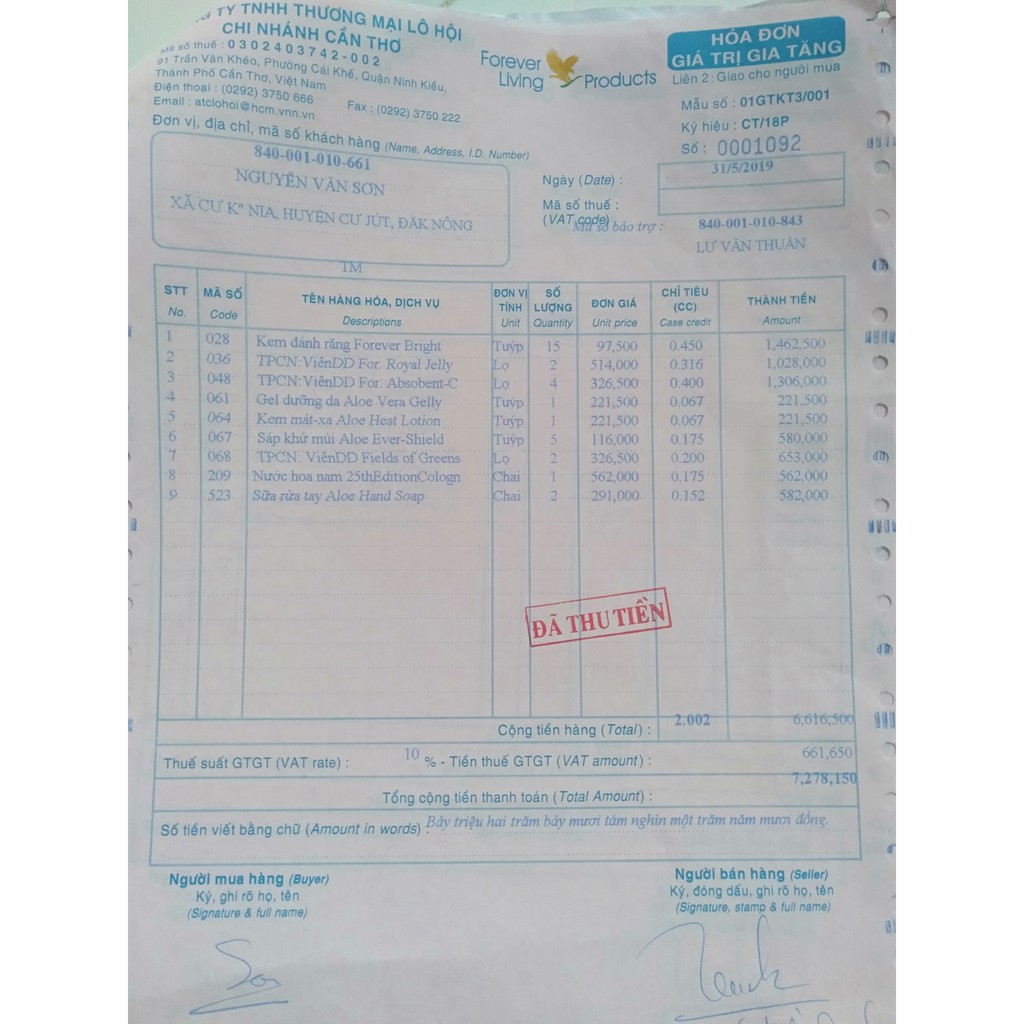 TY TNHH THƯƠNG MẠI LÔ HỘI
CHI NHÁNH CẦN THƠ
Mã số thuế : 0302403742-002
91 Trần Văn Khéo, Phường Cái Khế, Quận Ninh Kiều,
Thành Phố Cần Thơ, Việt Nam
Điện thoại : (0292) 3750 666 Fax : (0292) 3750 222
Email : atclohoi@hcm.vnn.vn
Forever Living Products
HÓA ĐƠN
GIÁ TRỊ GIA TĂNG
Liên 2 : Giao cho người mua
Mẫu số : 01GTKT3/001
Ký hiệu : CT/18P
Số : 0001092
Đơn vị, địa chỉ, mã số khách hàng (Name, Address, I.D. Number)
840-001-010-661
NGUYỄN VĂN SƠN
XÃ CƯ K" NIA, HUYỆN CƯ JÚT, ĐĂK NÔNG
TM
Ngày (Date) : 31/5/2019
Mã số thuế :
(VAT code)
Mã số bảo trợ : 840-001-010-843
LƯ VĂN THUẬN
STT MÃ SỐ TÊN HÀNG HÓA, DỊCH VỤ ĐƠN VỊ TÍNH SỐ LƯỢNG ĐƠN GIÁ CHỈ TIÊU (CC) THÀNH TIỀN
No. Code Descriptions Unit Quantity Unit price Case credit Amount
1 028 Kem đánh răng Forever Bright Tuýp 15 97,500 0.450 1,462,500
2 036 TPCN:ViênDD For. Royal Jelly Lọ 2 514,000 0.316 1,028,000
3 048 TPCN:ViênDD For. Absobent-C Lọ 4 326,500 0.400 1,306,000
4 061 Gel dưỡng da Aloe Vera Gelly Tuýp 1 221,500 0.067 221,500
5 064 Kem mát-xa Aloe Heat Lotion Tuýp 1 221,500 0.067 221,500
6 067 Sáp khử mùi Aloe Ever-Shield Tuýp 5 116,000 0.175 580,000
7 068 TPCN: ViênDD Fields of Greens Lọ 2 326,500 0.200 653,000
8 209 Nước hoa nam 25thEditionCologn Chai 1 562,000 0.175 562,000
9 523 Sữa rửa tay Aloe Hand Soap Chai 2 291,000 0.152 582,000
ĐÃ THU TIỀN
Cộng tiền hàng (Total) : 2.002 6,616,500
Thuế suất GTGT (VAT rate) : 10 % - Tiền thuế GTGT (VAT amount) : 661,650
Tổng cộng tiền thanh toán (Total Amount) : 7,278,150
Số tiền viết bằng chữ (Amount in words) : Bảy triệu hai trăm bảy mươi tám nghìn một trăm năm mươi đồng.
Người mua hàng (Buyer)
Ký, ghi rõ họ, tên
(Signature & full name)
Người bán hàng (Seller)
Ký, đóng dấu, ghi rõ họ, tên
(Signature, stamp & full name)